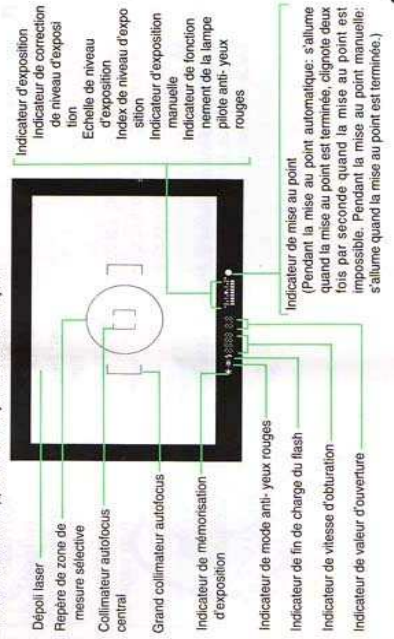 Dépoli laser
Repère de zone de
mesure sélective
Collimateur autofocus
central
Grand collimateur autofocus
Indicateur de mémorisation
d'exposition
Indicateur de mode anti- yeux rouges
Indicateur de fin de charge du flash
Indicateur de vitesse d'obturation
Indicateur de valeur d'ouverture
Indicateur d'exposition
Indicateur de correction
de niveau d'exposi
tion
Echelle de niveau
d'exposition
Index de niveau d'expo
sition
Indicateur d'exposition
manuelle
Indicateur de fonction
nement de la lampe
pilote anti- yeux
rouges
Indicateur de mise au point
(Pendant la mise au point automatique: s'allume
quand la mise au point est terminée, clignote deux
fois par seconde quand la mise au point est
impossible. Pendant la mise au point manuelle:
s'allume quand la mise au point est terminée.)